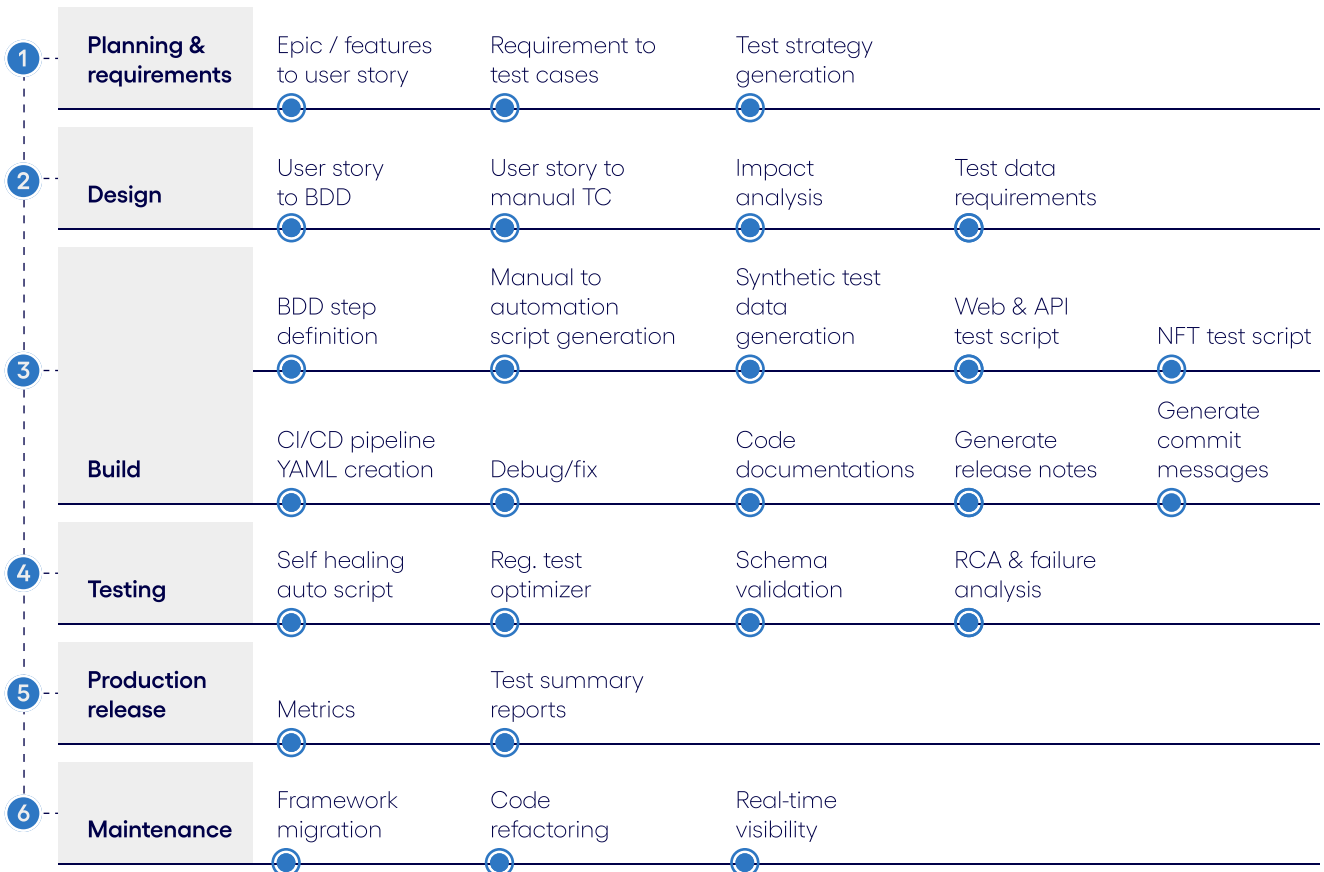 1
Planning &
requirements
Epic / features
to user story
Requirement to
test cases
Test strategy
generation
2
Design
User story
to BDD
User story to
manual TC
Impact
analysis
Test data
requirements
3
Build
BDD step
definition
Manual to
automation
script generation
Synthetic test
data
generation
Web & API
test script
NFT test script
CI/CD pipeline
YAML creation
Debug/fix
Code
documentations
Generate
release notes
Generate
commit
messages
4
Testing
Self healing
auto script
Reg. test
optimizer
Schema
validation
RCA & failure
analysis
5
Production
release
Metrics
Test summary
reports
6
Maintenance
Framework
migration
Code
refactoring
Real-time
visibility